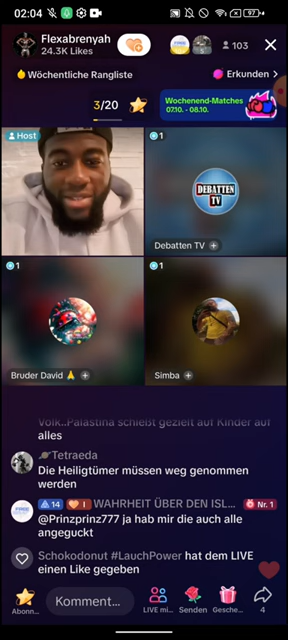 02:04
97
Flexabrenyah
24.3K Likes
103
Wöchentliche Rangliste
Erkunden >
3/20
Wochenend-Matches
07.10. - 08.10.
Host
1
DEBATTEN
TV
Debatten TV
1
1
Bruder David
Simba
Volk..Palästina schießt gezielt auf Kinder auf
alles
Tetraeda
Die Heiligtümer müssen weg genommen
werden
14 I WAHRHEIT ÜBER DEN ISL... Nr. 1
@Prinzprinz777 ja hab mir die auch alle
angeguckt
Schokodonut #LauchPower hat dem LIVE
einen Like gegeben
Kommentar...
Abonn...
LIVE mi...
Senden
Gesche...
4